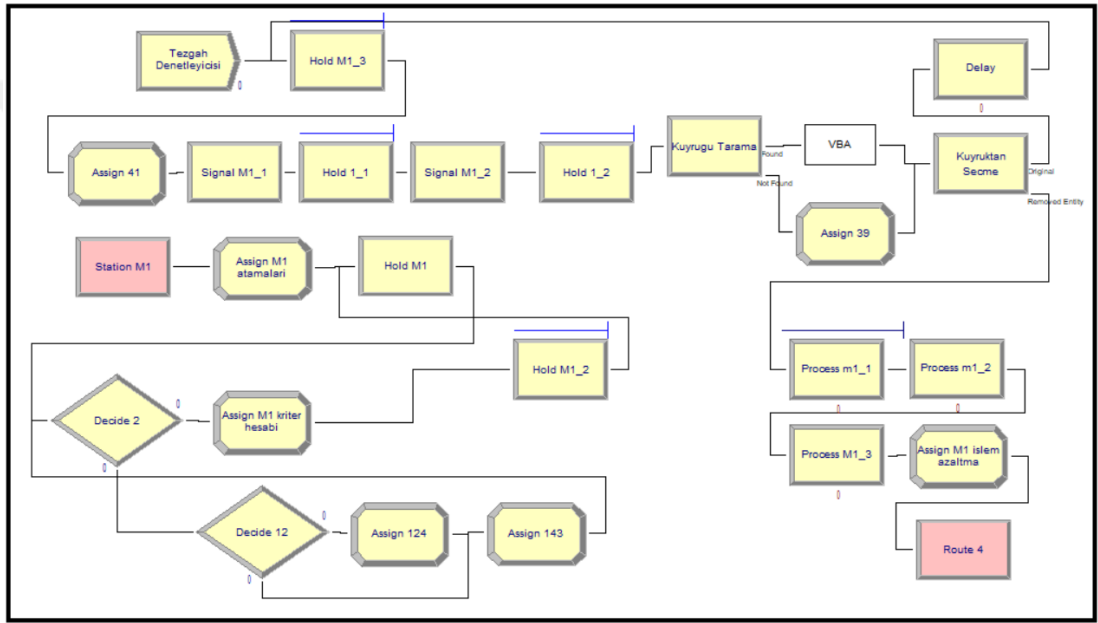 Tezgah
Denetleyicisi
0
Hold M1_3
Delay
0
Assign 41
Signal M1_1
Hold 1_1
Signal M1_2
Hold 1_2
Kuyrugu Tarama
Found
Not Found
VBA
Assign 39
Kuyruktan
Secme
Original
Removed Entity
Station M1
Assign M1
atamalari
Hold M1
Hold M1_2
Decide 2
0
0
Assign M1 kriter
hesabi
Decide 12
0
0
Assign 124
Assign 143
Process m1_1
0
Process m1_2
0
Process M1_3
0
Assign M1 islem
azaltma
Route 4